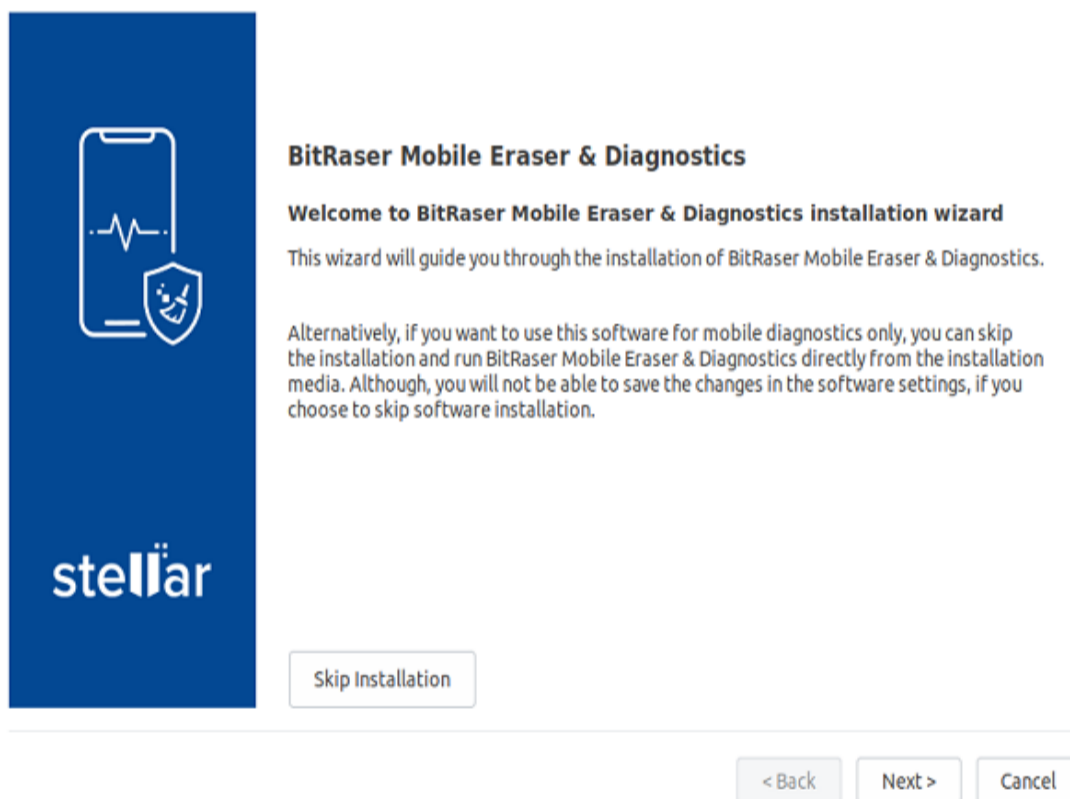 BitRaser Mobile Eraser & Diagnostics
Welcome to BitRaser Mobile Eraser & Diagnostics installation wizard
This wizard will guide you through the installation of BitRaser Mobile Eraser & Diagnostics.
Alternatively, if you want to use this software for mobile diagnostics only, you can skip
the installation and run BitRaser Mobile Eraser & Diagnostics directly from the installation
media. Although, you will not be able to save the changes in the software settings, if you
choose to skip software installation.
stellar
Skip Installation
< Back Next > Cancel